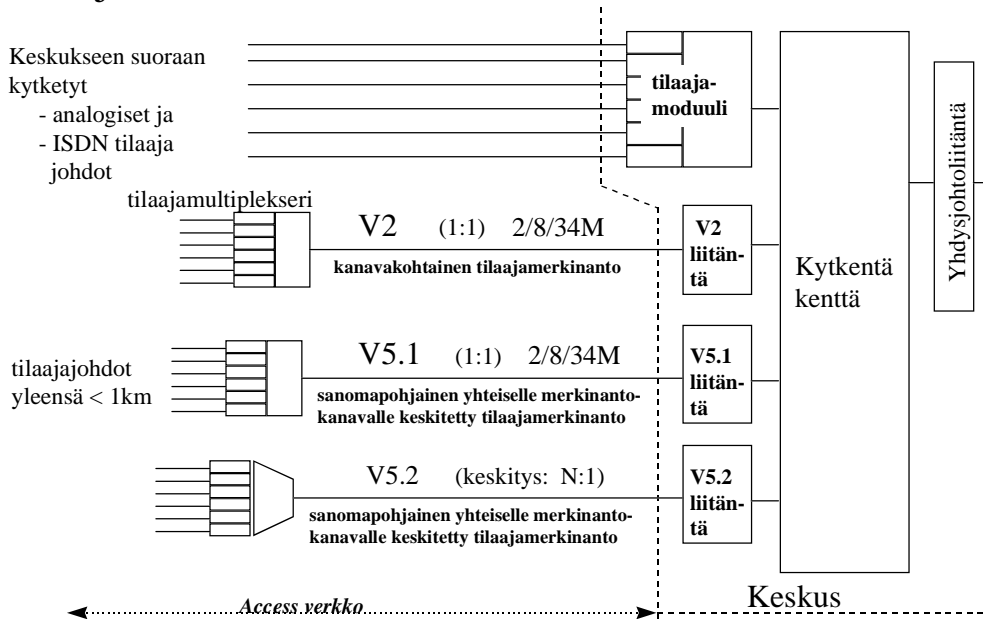 Keskukseen suoraan
kytketyt
- analogiset ja
- ISDN tilaaja
johdot
tilaaja-
moduuli
tilaajamultiplekseri
V2 (1:1) 2/8/34M
kanavakohtainen tilaajamerkinanto
V2
liitän-
tä
Kytkentä
kenttä
Yhdysjohtoliitäntä
tilaajajohdot
yleensä < 1km
V5.1 (1:1) 2/8/34M
sanomapohjainen yhteiselle merkinanto-
kanavalle keskitetty tilaajamerkinanto
V5.1
liitän-
tä
V5.2 (keskitys: N:1)
sanomapohjainen yhteiselle merkinanto-
kanavalle keskitetty tilaajamerkinanto
V5.2
liitän-
tä
Access verkko
Keskus